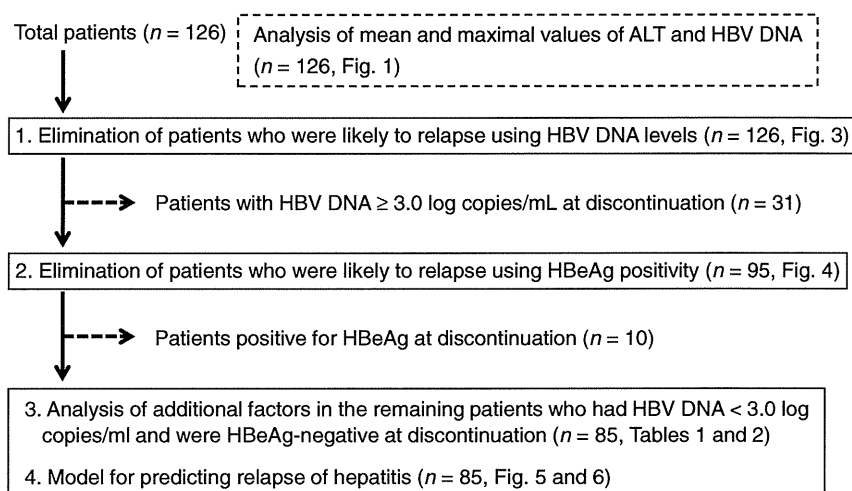 Total patients (n = 126)
Analysis of mean and maximal values of ALT and HBV DNA
(n = 126, Fig. 1)
1. Elimination of patients who were likely to relapse using HBV DNA levels (n = 126, Fig. 3)
Patients with HBV DNA ≥ 3.0 log copies/mL at discontinuation (n = 31)
2. Elimination of patients who were likely to relapse using HBeAg positivity (n = 95, Fig. 4)
Patients positive for HBeAg at discontinuation (n = 10)
3. Analysis of additional factors in the remaining patients who had HBV DNA < 3.0 log
copies/ml and were HBeAg-negative at discontinuation (n = 85, Tables 1 and 2)
4. Model for predicting relapse of hepatitis (n = 85, Fig. 5 and 6)